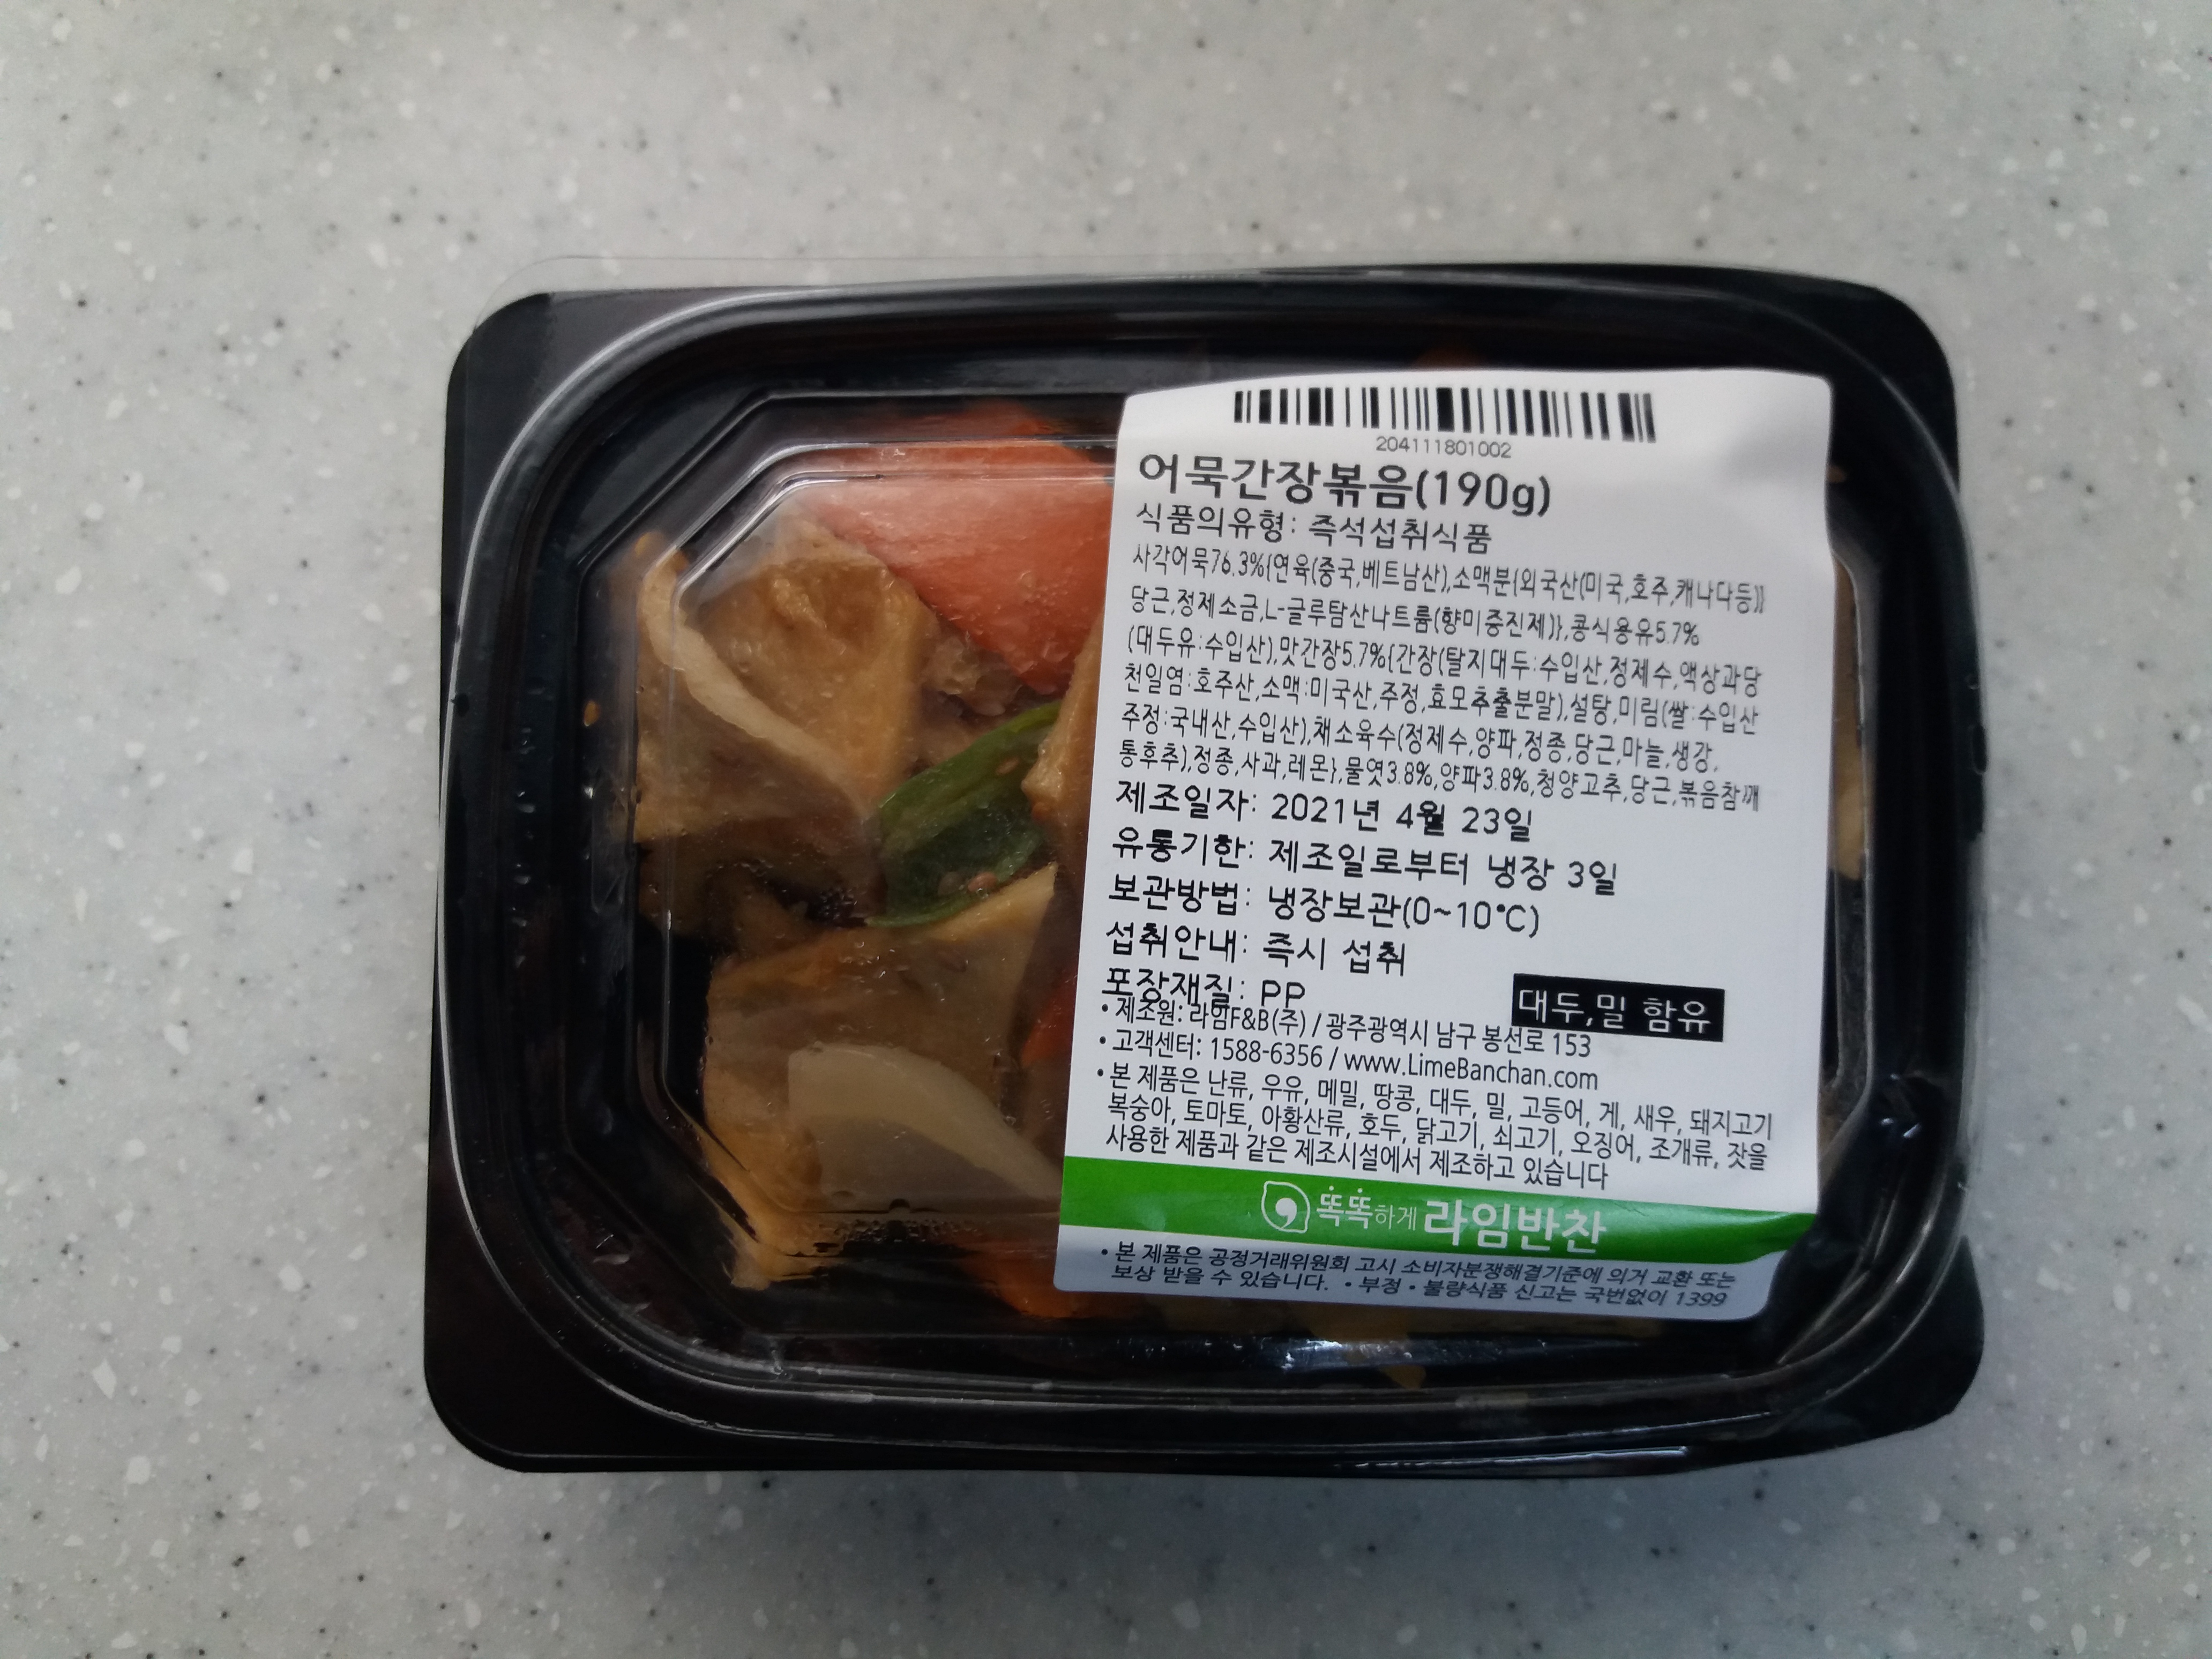 204111801002
어묵간장볶음(190g)
식품의유형: 즉석섭취식품
사각어묵76.3%{연육(중국,베트남산),소맥분{외국산(미국,호주,캐나다등)}
당근,정제소금,L-글루탐산나트륨(향미증진제)},콩식용유5.7%
(대두유:수입산),맛간장5.7%{간장(탈지대두:수입산,정제수,액상과당
천일염:호주산,소맥:미국산,주정,효모추출분말),설탕,미림(쌀:수입산
주정:국내산,수입산),채소육수(정제수,양파,정종,당근,마늘,생강,
통후추),정종,사과,레몬},물엿3.8%,양파3.8%,청양고추,당근,볶음참깨
제조일자: 2021년 4월 23일
유통기한: 제조일로부터 냉장 3일
보관방법: 냉장보관(0~10℃)
섭취안내: 즉시 섭취
포장재질: PP
대두,밀 함유
• 제조원: 라임F&B(주) / 광주광역시 남구 봉선로 153
• 고객센터: 1588-6356 / www.LimeBanchan.com
• 본 제품은 난류, 우유, 메밀, 땅콩, 대두, 밀, 고등어, 게, 새우, 돼지고기
복숭아, 토마토, 아황산류, 호두, 닭고기, 쇠고기, 오징어, 조개류, 잣을
사용한 제품과 같은 제조시설에서 제조하고 있습니다
똑똑하게 라임반찬
• 본 제품은 공정거래위원회 고시 소비자분쟁해결기준에 의거 교환 또는
보상 받을 수 있습니다. • 부정 • 불량식품 신고는 국번없이 1399